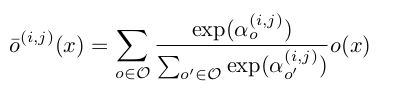 $$\bar{o}^{(i,j)}(x) = \sum_{o \in \mathcal{O}} \frac{\exp(\alpha_o^{(i,j)})}{\sum_{o' \in \mathcal{O}} \exp(\alpha_{o'}^{(i,j)})} o(x)$$